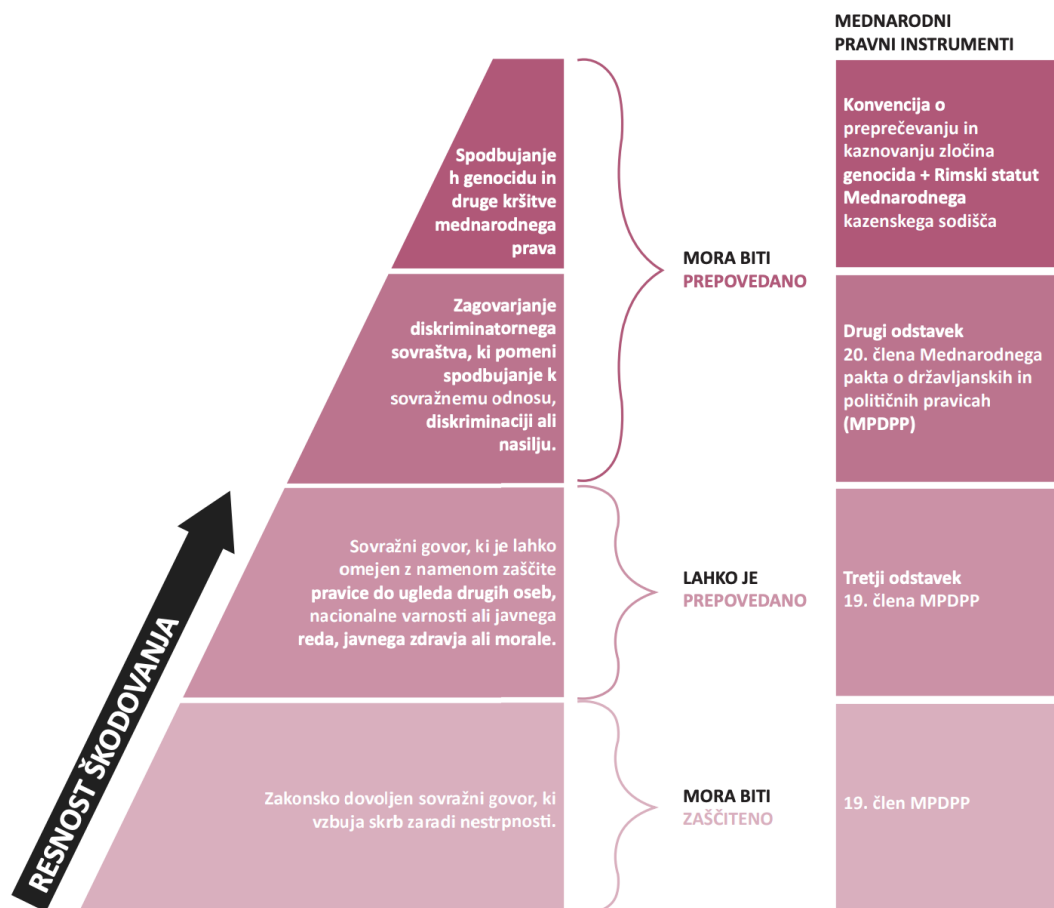 MEDNARODNI
PRAVNI INSTRUMENTI
Spodbujanje
h genocidu in
druge kršitve
mednarodnega
prava
MORA BITI
PREPOVEDANO
Konvencija o
preprečevanju in
kaznovanju zločina
genocida + Rimski statut
Mednarodnega
kazenskega sodišča
Zagovarjanje
diskriminatornega
sovraštva, ki pomeni
spodbujanje k
sovražnemu odnosu,
diskriminaciji ali
nasilju.
Drugi odstavek
20. člena Mednarodnega
pakta o državljanskih in
političnih pravicah
(MPDPP)
Sovražni govor, ki je lahko
omejen z namenom zaščite
pravice do ugleda drugih oseb,
nacionalne varnosti ali javnega
reda, javnega zdravja ali morale.
LAHKO JE
PREPOVEDANO
Tretji odstavek
19. člena MPDPP
Zakonsko dovoljen sovražni govor, ki
vzbuja skrb zaradi nestrpnosti.
MORA BITI
ZAŠČITENO
19. člen MPDPP
RESNOST ŠKODOVANJA